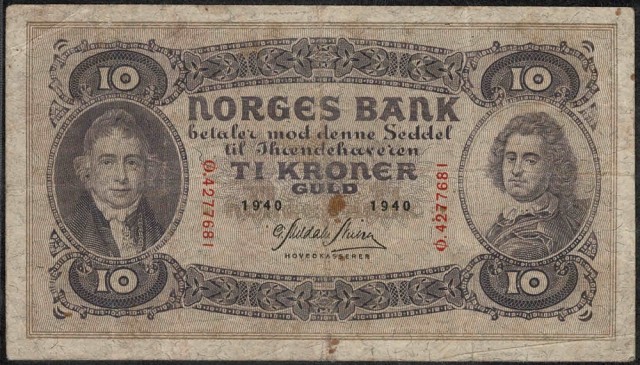 10 10
NORGES BANK
betaler mod denne Seddel
til Ihændehaveren
TI KRONER
GULD
1940 1940
Ø.4277681
Ø.4277681
HOVEDKASSERER
10 10